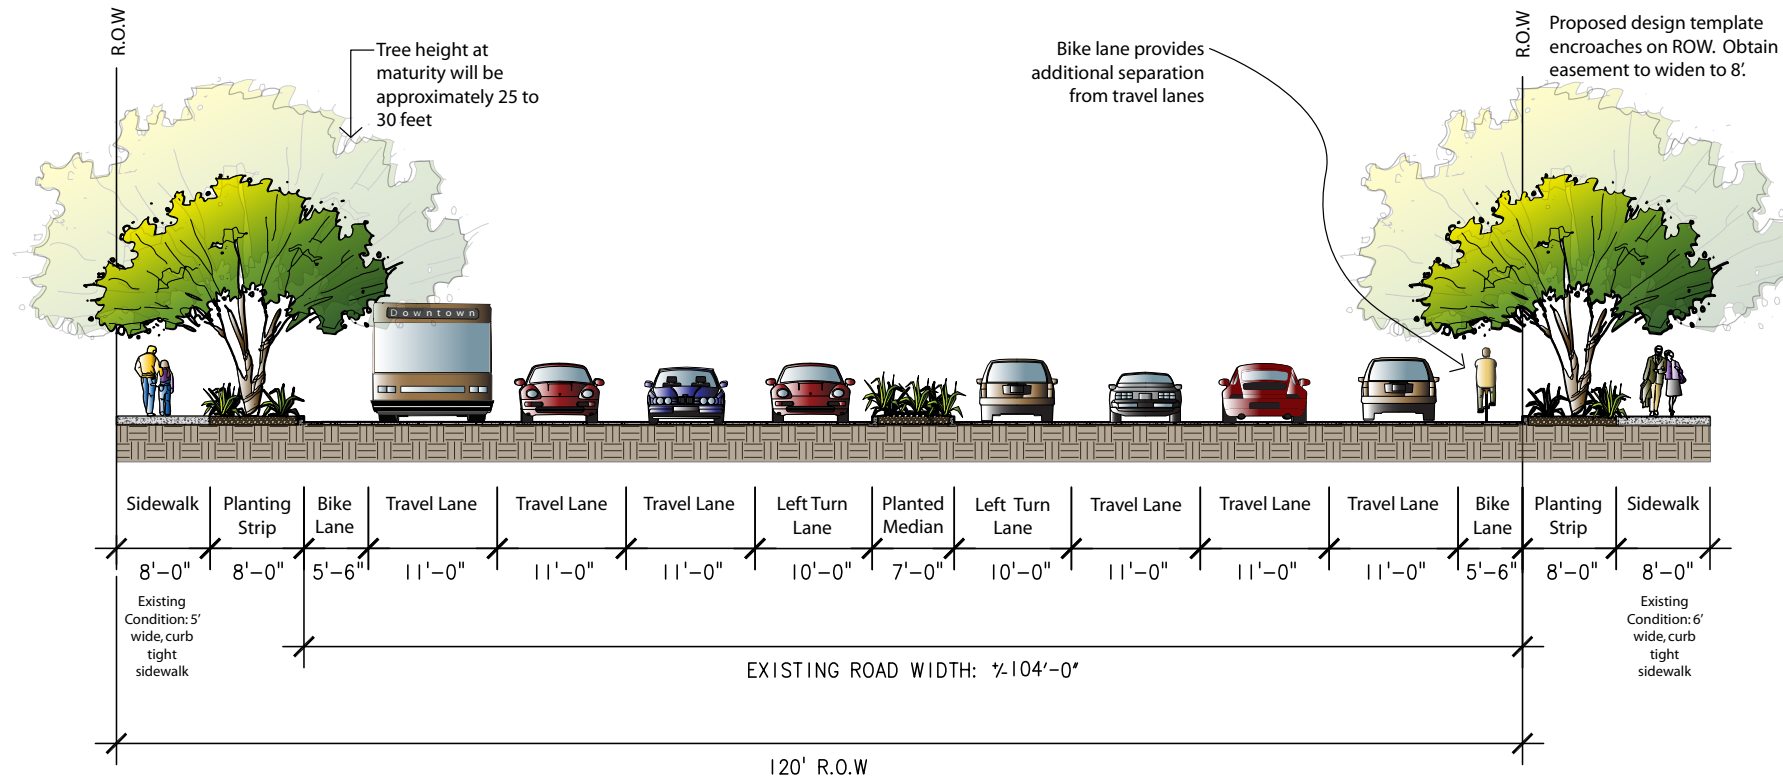 R.O.W
Tree height at
maturity will be
approximately 25 to
30 feet
Bike lane provides
additional separation
from travel lanes
R.O.W
Proposed design template
encroaches on ROW. Obtain
easement to widen to 8'.
Downtown
Sidewalk
Planting
Strip
Bike
Lane
Travel Lane
Travel Lane
Travel Lane
Left Turn
Lane
Planted
Median
Left Turn
Lane
Travel Lane
Travel Lane
Travel Lane
Bike
Lane
Planting
Strip
Sidewalk
8'-0" 8'-0" 5'-6" 11'-0" 11'-0" 11'-0" 10'-0" 7'-0" 10'-0" 11'-0" 11'-0" 11'-0" 5'-6" 8'-0" 8'-0"
Existing
Condition: 5'
wide, curb
tight
sidewalk
Existing
Condition: 6'
wide, curb
tight
sidewalk
EXISTING ROAD WIDTH: +/-104'-0"
120' R.O.W